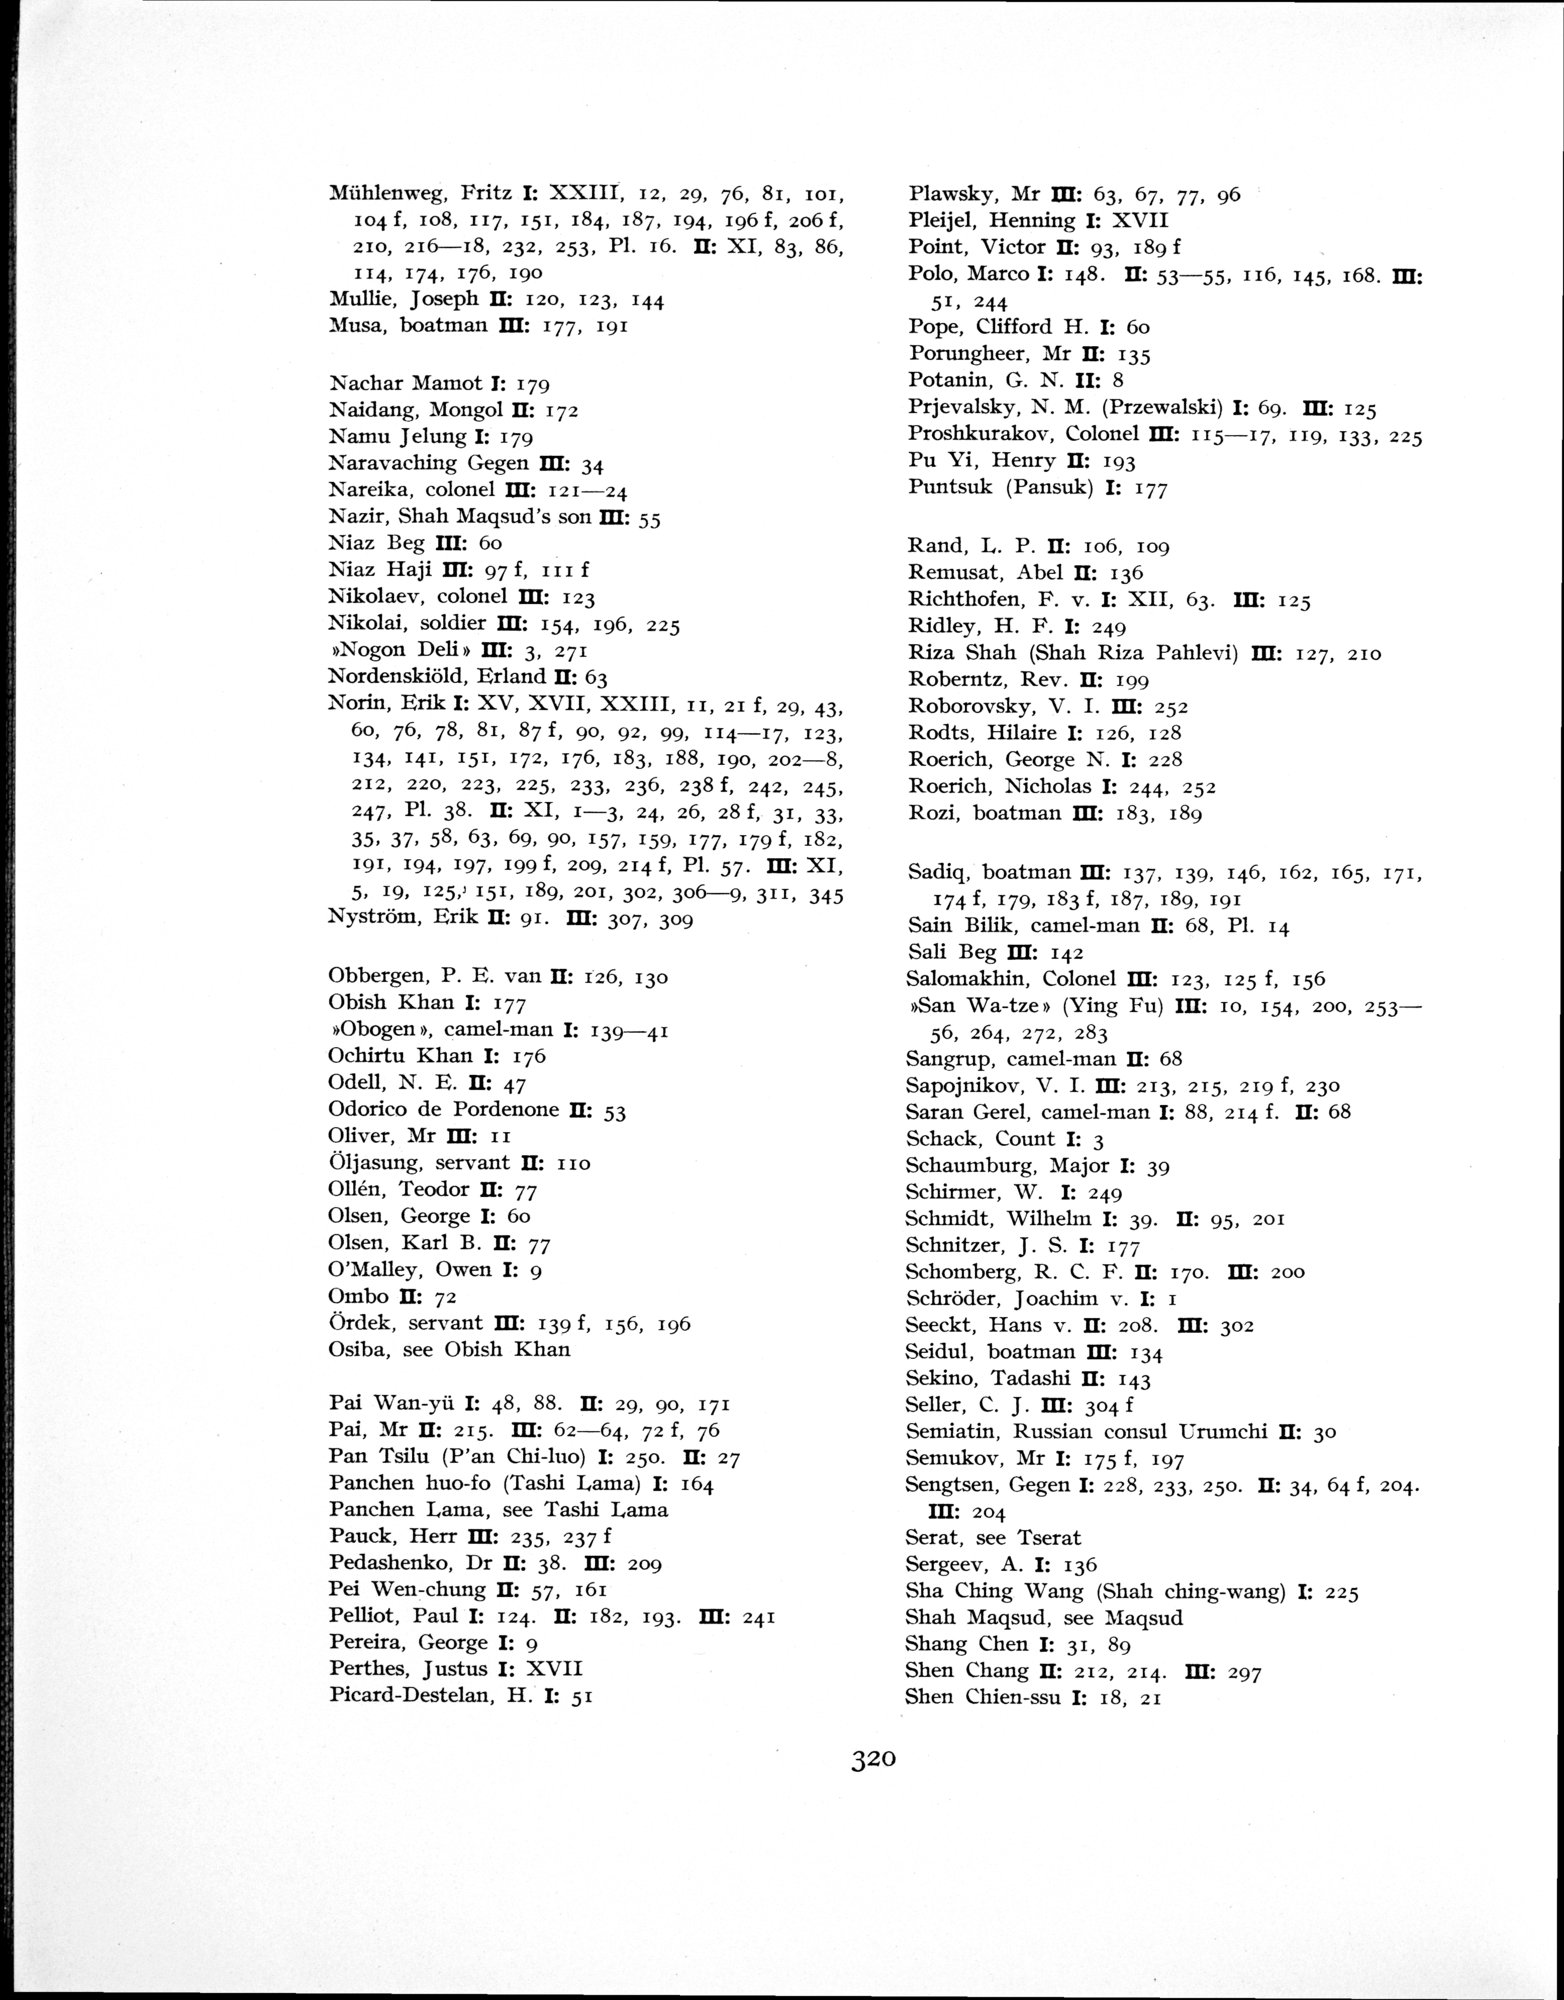 Mühlenweg, Fritz I: XXIII, 12, 29, 76, 81, 101,
104 f, 108, 117, 151, 184, 187, 194, 196 f, 206 f,
210, 216—18, 232, 253, Pl. 16. II: XI, 83, 86,
114, 174, 176, 190
Mullie, Joseph II: 120, 123, 144
Musa, boatman III: 177, 191
Nachar Mamot I: 179
Naidang, Mongol II: 172
Namu Jelung I: 179
Naravaching Gegen III: 34
Nareika, colonel III: 121—24
Nazir, Shah Maqsud's son III: 55
Niaz Beg III: 60
Niaz Haji III: 97 f, 111 f
Nikolaev, colonel III: 123
Nikolai, soldier III: 154, 196, 225
»Nogon Deli» III: 3, 271
Nordenskiöld, Erland II: 63
Norin, Erik I: XV, XVII, XXIII, 11, 21 f, 29, 43,
60, 76, 78, 81, 87 f, 90, 92, 99, 114—17, 123,
134, 141, 151, 172, 176, 183, 188, 190, 202—8,
212, 220, 223, 225, 233, 236, 238 f, 242, 245,
247, Pl. 38. II: XI, 1—3, 24, 26, 28 f, 31, 33,
35, 37, 58, 63, 69, 90, 157, 159, 177, 179 f, 182,
191, 194, 197, 199 f, 209, 214 f, Pl. 57. III: XI,
5, 19, 125, 151, 189, 201, 302, 306—9, 311, 345
Nyström, Erik II: 91. III: 307, 309
Obbergen, P. E. van II: 126, 130
Obish Khan I: 177
»Obogen», camel-man I: 139—41
Ochirtu Khan I: 176
Odell, N. E. II: 47
Odorico de Pordenone II: 53
Oliver, Mr III: 11
Öljasung, servant II: 110
Ollén, Teodor II: 77
Olsen, George I: 60
Olsen, Karl B. II: 77
O'Malley, Owen I: 9
Ombo II: 72
Ördek, servant III: 139 f, 156, 196
Osiba, see Obish Khan
Pai Wan-yü I: 48, 88. II: 29, 90, 171
Pai, Mr II: 215. III: 62—64, 72 f, 76
Pan Tsilu (P'an Chi-luo) I: 250. II: 27
Panchen huo-fo (Tashi Lama) I: 164
Panchen Lama, see Tashi Lama
Pauck, Herr III: 235, 237 f
Pedashenko, Dr II: 38. III: 209
Pei Wen-chung II: 57, 161
Pelliot, Paul I: 124. II: 182, 193. III: 241
Pereira, George I: 9
Perthes, Justus I: XVII
Picard-Destelan, H. I: 51
Plawsky, Mr III: 63, 67, 77, 96
Pleijel, Henning I: XVII
Point, Victor II: 93, 189 f
Polo, Marco I: 148. II: 53—55, 116, 145, 168. III:
51, 244
Pope, Clifford H. I: 60
Porungheer, Mr II: 135
Potanin, G. N. II: 8
Prjevalsky, N. M. (Przewalski) I: 69. III: 125
Proshkurakov, Colonel III: 115—17, 119, 133, 225
Pu Yi, Henry II: 193
Puntsuk (Pansuk) I: 177
Rand, L. P. II: 106, 109
Remusat, Abel II: 136
Richthofen, F. v. I: XII, 63. III: 125
Ridley, H. F. I: 249
Riza Shah (Shah Riza Pahlevi) III: 127, 210
Roberntz, Rev. II: 199
Roborovsky, V. I. III: 252
Rodts, Hilaire I: 126, 128
Roerich, George N. I: 228
Roerich, Nicholas I: 244, 252
Rozi, boatman III: 183, 189
Sadiq, boatman III: 137, 139, 146, 162, 165, 171,
174 f, 179, 183 f, 187, 189, 191
Sain Bilik, camel-man II: 68, Pl. 14
Sali Beg III: 142
Salomakhin, Colonel III: 123, 125 f, 156
»San Wa-tze» (Ying Fu) III: 10, 154, 200, 253—
56, 264, 272, 283
Sangrup, camel-man II: 68
Sapojnikov, V. I. III: 213, 215, 219 f, 230
Saran Gerel, camel-man I: 88, 214 f. II: 68
Schack, Count I: 3
Schaumburg, Major I: 39
Schirmer, W. I: 249
Schmidt, Wilhelm I: 39. II: 95, 201
Schnitzer, J. S. I: 177
Schomberg, R. C. F. II: 170. III: 200
Schröder, Joachim v. I: 1
Seeckt, Hans v. II: 208. III: 302
Seidul, boatman III: 134
Sekino, Tadashi II: 143
Seller, C. J. III: 304 f
Semiatin, Russian consul Urumchi II: 30
Semukov, Mr I: 175 f, 197
Sengtsen, Gegen I: 228, 233, 250. II: 34, 64 f, 204.
III: 204
Serat, see Tserat
Sergeev, A. I: 136
Sha Ching Wang (Shah ching-wang) I: 225
Shah Maqsud, see Maqsud
Shang Chen I: 31, 89
Shen Chang II: 212, 214. III: 297
Shen Chien-ssu I: 18, 21
320